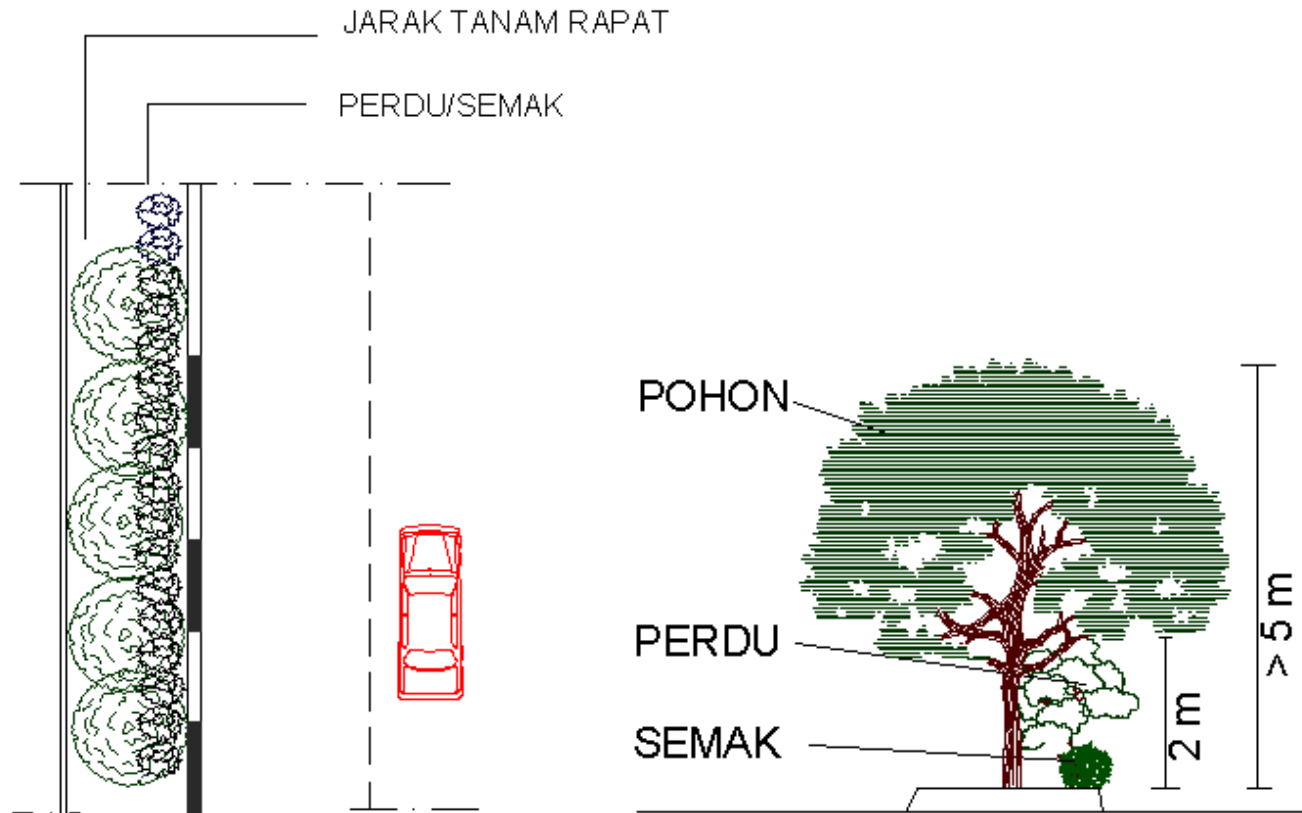 JARAK TANAM RAPAT
PERDU/SEMAK
POHON
PERDU
SEMAK
2 m
> 5 m